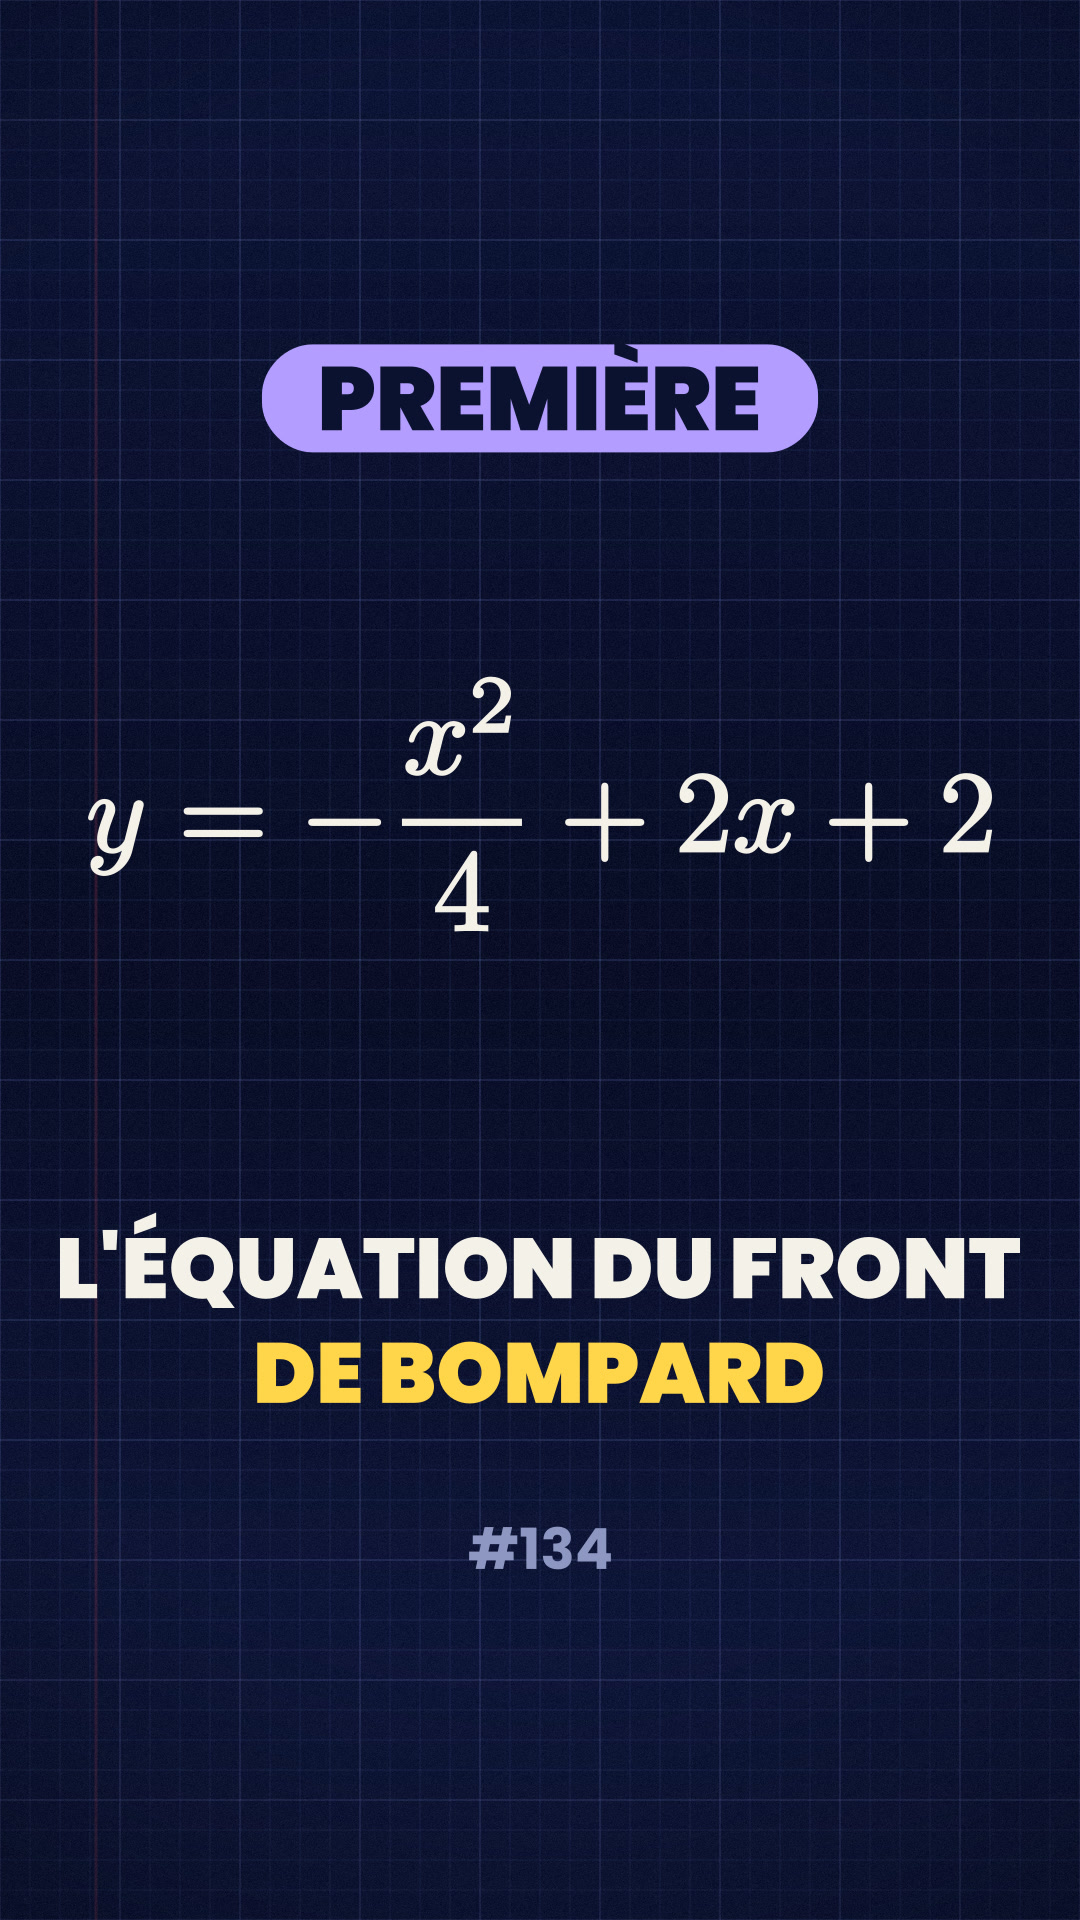 PREMIÈRE
y = -x²/4 + 2x + 2
L'ÉQUATION DU FRONT
DE BOMPARD
#134